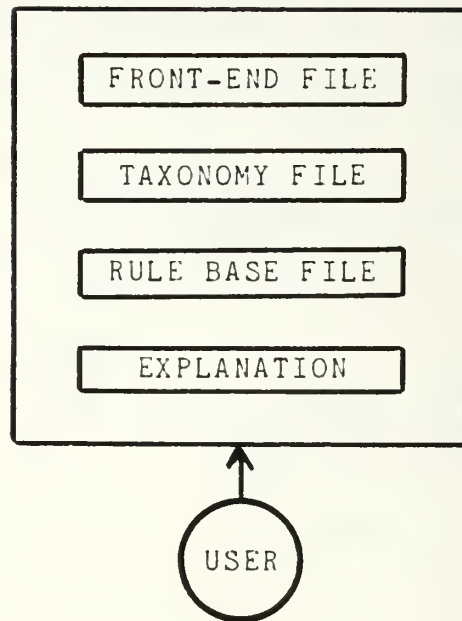 FRONT-END FILE
TAXONOMY FILE
RULE BASE FILE
EXPLANATION
USER